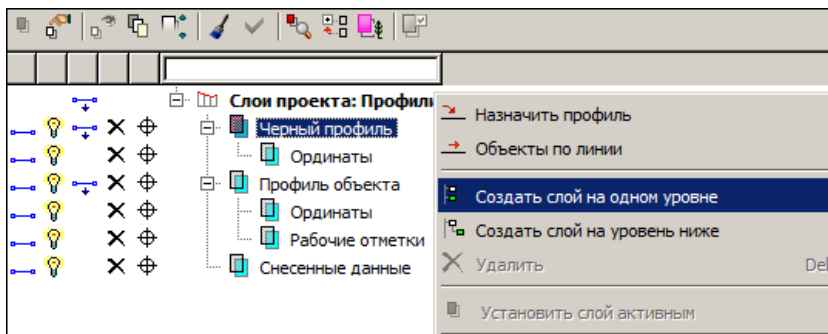 Слои проекта: Профили
Черный профиль
Ординаты
Профиль объекта
Ординаты
Рабочие отметки
Снесенные данные
Назначить профиль
Объекты по линии
Создать слой на одном уровне
Создать слой на уровень ниже
Удалить Del
Установить слой активным